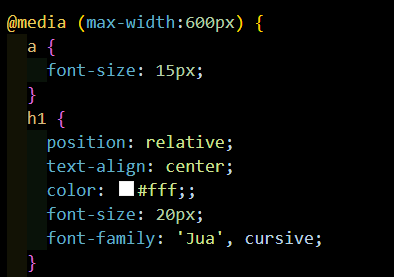 @media (max-width:600px) {
a {
font-size: 15px;
}
h1 {
position: relative;
text-align: center;
color: #fff;;
font-size: 20px;
font-family: 'Jua', cursive;
}